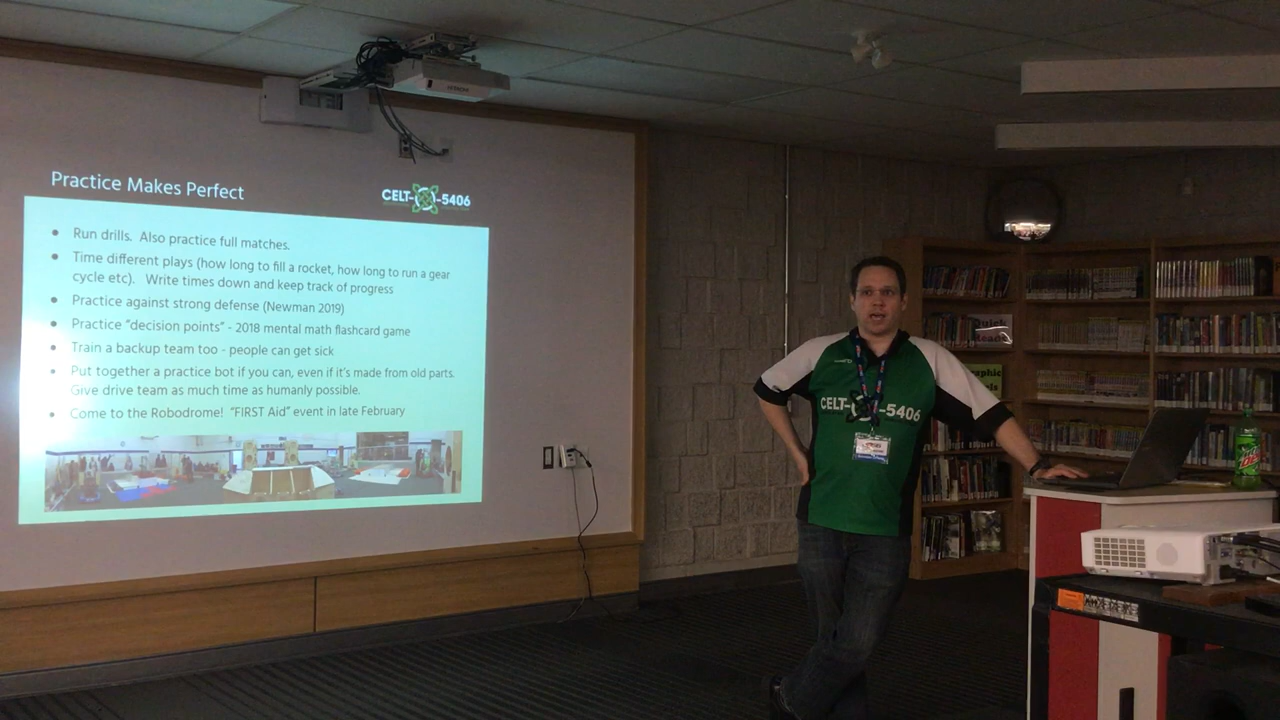 Practice Makes Perfect
CELT- -5406
Run drills. Also practice full matches.
Time different plays (how long to fill a rocket, how long to run a gear
cycle etc). Write times down and keep track of progress
Practice against strong defense (Newman 2019)
Practice “decision points” - 2018 mental math flashcard game
Train a backup team too - people can get sick
Put together a practice bot if you can, even if it’s made from old parts.
Give drive team as much time as humanly possible.
Come to the Robodrome! “FIRST Aid” event in late February
CELT- -5406